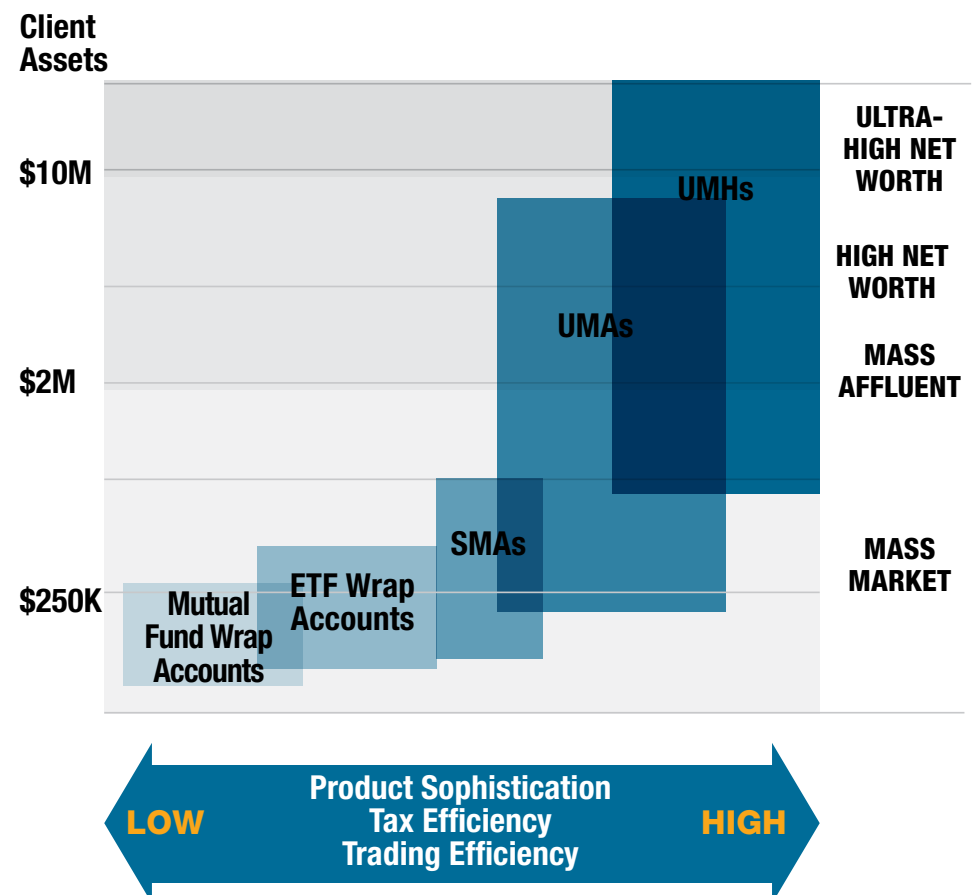 Client
Assets
$10M
$2M
$250K
UMHs
UMAs
SMAs
ETF Wrap
Accounts
Mutual
Fund Wrap
Accounts
ULTRA-
HIGH NET
WORTH
HIGH NET
WORTH
MASS
AFFLUENT
MASS
MARKET
LOW
Product Sophistication
Tax Efficiency
Trading Efficiency
HIGH